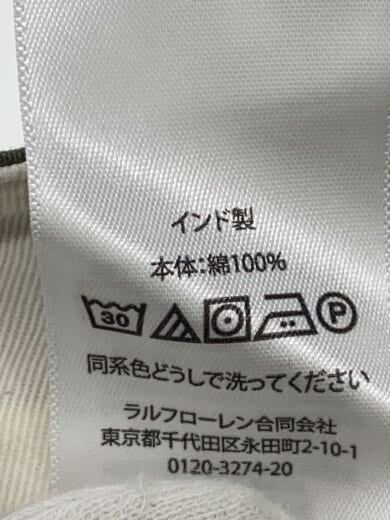 インド製
本体:綿100%
30 P
同系色どうしで洗ってください
ラルフローレン合同会社
東京都千代田区永田町2-10-1
0120-3274-20